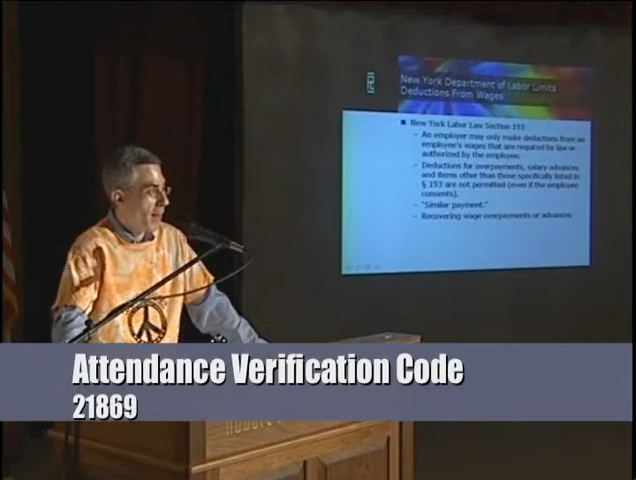 New York Department of Labor Limits
Deductions From Wages
New York Labor Law Section 193
- An employer may only make deductions from an
employee's wages that are required by law or
authorized by the employee.
- Deductions for overpayments, salary advances
and items other than those specifically listed in
§ 193 are not permitted (even if the employee
consents).
- "Similar payment."
- Recovering wage overpayments or advances.
Attendance Verification Code
21869